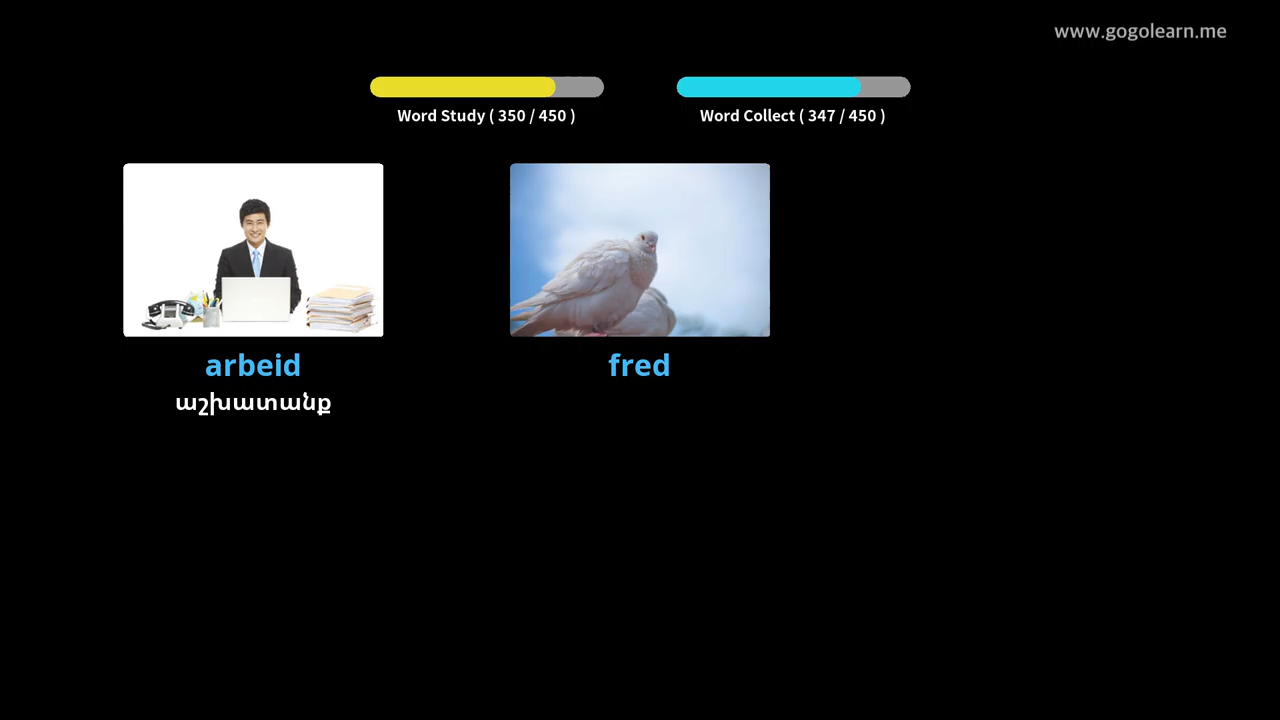 www.gogolearn.me
Word Study ( 350 / 450 )
Word Collect ( 347 / 450 )
arbeid
fred
աշխատանք